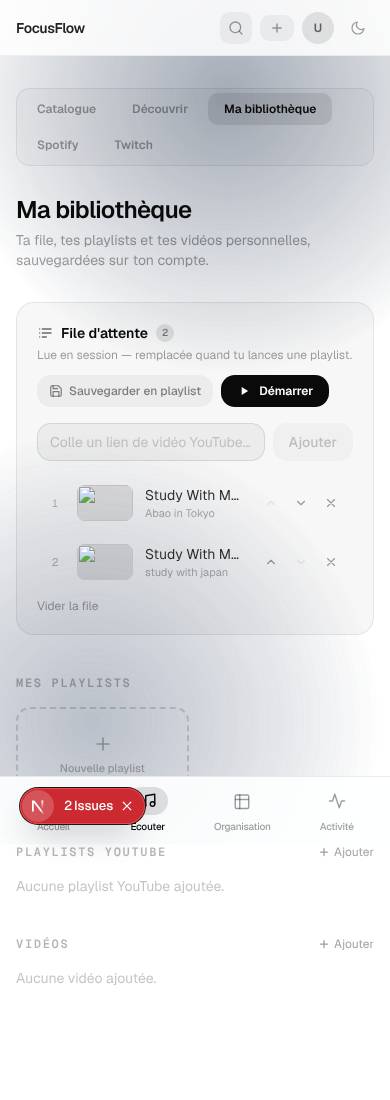 FocusFlow
U
Catalogue
Découvrir
Ma bibliothèque
Spotify
Twitch
Ma bibliothèque
Ta file, tes playlists et tes vidéos personnelles,
sauvegardées sur ton compte.
File d'attente 2
Lue en session — remplacée quand tu lances une playlist.
Sauvegarder en playlist
Démarrer
Colle un lien de vidéo YouTube...
Ajouter
1
Study With M...
Abao in Tokyo
2
Study With M...
study with japan
Vider la file
MES PLAYLISTS
Nouvelle playlist
N 2 Issues
Accueil
Écouter
Organisation
Activité
PLAYLISTS YOUTUBE
+ Ajouter
Aucune playlist YouTube ajoutée.
VIDÉOS
+ Ajouter
Aucune vidéo ajoutée.